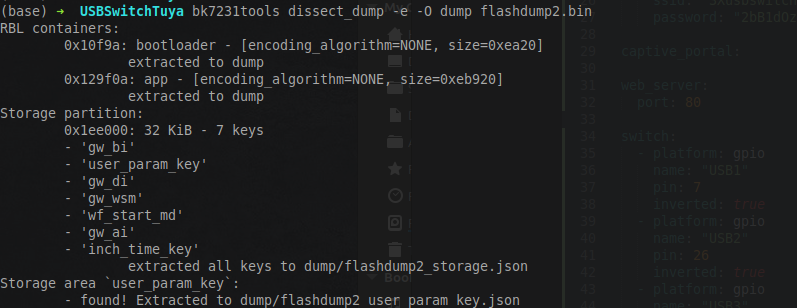 (base) → USBSwitchTuya bk7231tools dissect_dump -e -O dump flashdump2.bin
RBL containers:
0x10f9a: bootloader - [encoding_algorithm=NONE, size=0xea20]
extracted to dump
0x129f0a: app - [encoding_algorithm=NONE, size=0xeb920]
extracted to dump
Storage partition:
0x1ee000: 32 KiB - 7 keys
- 'gw_bi'
- 'user_param_key'
- 'gw_di'
- 'gw_wsm'
- 'wf_start_md'
- 'gw_ai'
- 'inch_time_key'
extracted all keys to dump/flashdump2_storage.json
Storage area `user_param_key`:
- found! Extracted to dump/flashdump2_user_param_key.json
28
29 captive_portal:
30
31 web_server:
32 port: 80
33
34 switch:
35 - platform: gpio
36 name: "USB1"
37 pin: 7
38 inverted: true
39 - platform: gpio
40 name: "USB2"
41 pin: 26
42 inverted: true
43 - platform: gpio
44 name: "USB3"